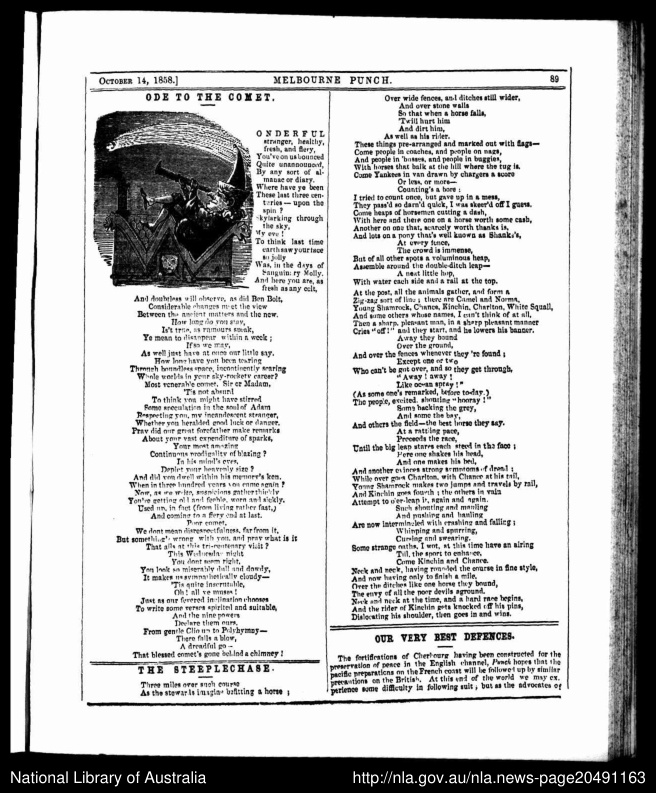 OCTOBER 14, 1858.]
MELBOURNE PUNCH.
89
ODE TO THE COMET.
ONDERFUL
stranger, healthy,
fresh, and fiery,
You've on us bounced
Quite unannounced,
By any sort of al-
manac or diary.
Where have ye been
These last three cen-
turies — upon the
spin ?
Skylarking through
the sky,
My eye !
To think last time
earth saw your face
so jolly
Was, in the days of
Sanguinary Molly.
And here you are, as
fresh as any colt,
And doubtless will observe, as did Ben Bolt,
Considerable changes meet the view
Between the ancient matters and the new.
How long do you stay,
Is't true, as rumours speak,
Ye mean to disappear within a week ;
If so we may,
As well just have at once our little say.
How long have you been tearing
Through boundless space, incontinently scaring
Whole worlds in your sky-rockety career?
Most venerable comet, Sir or Madam,
'Tis not absurd
To think you might have stirred
Some speculation in the soul of Adam
Respecting you, my incandescent stranger,
Whether you heralded good luck or danger.
Pray did our great forefather make remarks
About your vast expenditure of sparks,
Your most amazing
Continuous prodigality of blazing ?
In his mind's eyes,
Depict your heavenly size ?
And did you dwell within his memory's ken,
When in three hundred years you came again ?
Now, as we write, suspicions gather thickly
You're getting old and feeble, worn and sickly,
Used up, in fact (from living rather fast,)
And coming to a fiery end at last.
Poor comet,
We dont mean disrespectfulness, far from it,
But something's wrong with you, and pray what is it
That ails at this tri-centenary visit ?
This Wednesday night
You dont seem right,
You look so miserably dull and dowdy,
It makes us sympathetically cloudy—
'Tis quite inscrutable,
Oh! all ye muses !
Just as our fevered inclination chooses
To write some verses spirited and suitable,
And the nine powers
Declare them ours,
From gentle Clio up to Polyhymny—
There falls a blow,
A dreadful go —
That blessed comet's gone behind a chimney !
THE STEEPLECHASE.
Three miles over such course
As the stewards imagine befitting a horse ;
Over wide fences, and ditches still wider,
And over stone walls
So that when a horse falls,
'Twill hurt him
And dirt him,
As well as his rider.
These things pre-arranged and marked out with flags—
Come people in coaches, and people on nags,
And people in 'busses, and people in buggies,
With horses that balk at the hill where the tug is.
Come Yankees in van drawn by chargers a score
Or less, or more—
Counting's a bore :
I tried to count once, but gave up in a mess,
They pass'd so darn'd quick, I was skeer'd off I guess.
Come heaps of horsemen cutting a dash,
With here and there one on a horse worth some cash,
Another on one that, scarcely worth thanks is,
And lots on a pony that's well known as Shanks's,
At every fence,
The crowd is immense,
But of all other spots a voluminous heap,
Assemble around the double-ditch leap—
A neat little hop,
With water each side and a rail at the top.
At the post, all the animals gather, and form a
Zig-zag sort of line ; there are Camel and Norma,
Young Shamrock, Chance, Kinchin, Charlton, White Squall,
And some others whose names, I can't think of at all,
Then a sharp, pleasant man, in a sharp pleasant manner
Cries "off!" and they start, and he lowers his banner.
Away they bound
Over the ground,
And over the fences whenever they're found ;
Except one or two
Who can't be got over, and so they get through,
"Away ! away !
Like ocean spray !"
(As some one's remarked, before to-day.)
The people, excited, shouting "hooray !"
Some backing the grey,
And some the bay,
And others the field—the best horse they say.
At a rattling pace,
Proceeds the race,
Until the big leap stares each steed in the face ;
Here one shakes his head,
And one makes his bed,
And another evinces strong symptoms of dread ;
While over goes Charlton, with Chance at his tail,
Young Shamrock makes two jumps and travels by rail,
And Kinchin goes fourth ; the others in vain
Attempt to o'er-leap it, again and again.
Such shouting and mauling
And pushing and hauling
Are now intermingled with crashing and falling ;
Whipping and spurring,
Cursing and swearing.
Some strange oaths, I wot, at this time have an airing
Till, the sport to enhance,
Come Kinchin and Chance.
Neck and neck, having rounded the course in fine style,
And now having only to finish a mile,
Over the ditches like one horse they bound,
The envy of all the poor devils aground.
Neck and neck at the time, and a hard race begins,
And the rider of Kinchin gets knocked off his pins,
Dislocating his shoulder, then goes in and wins.
OUR VERY BEST DEFENCES.
The fortifications of Cherbourg having been constructed for the
preservation of peace in the English channel, Punch hopes that the
pacific preparations on the French coast will be followed up by similar
precautions on the British. At this end of the world we may ex-
perience some difficulty in following suit ; but as the advocates of
National Library of Australia
http://nla.gov.au/nla.news-page20491163